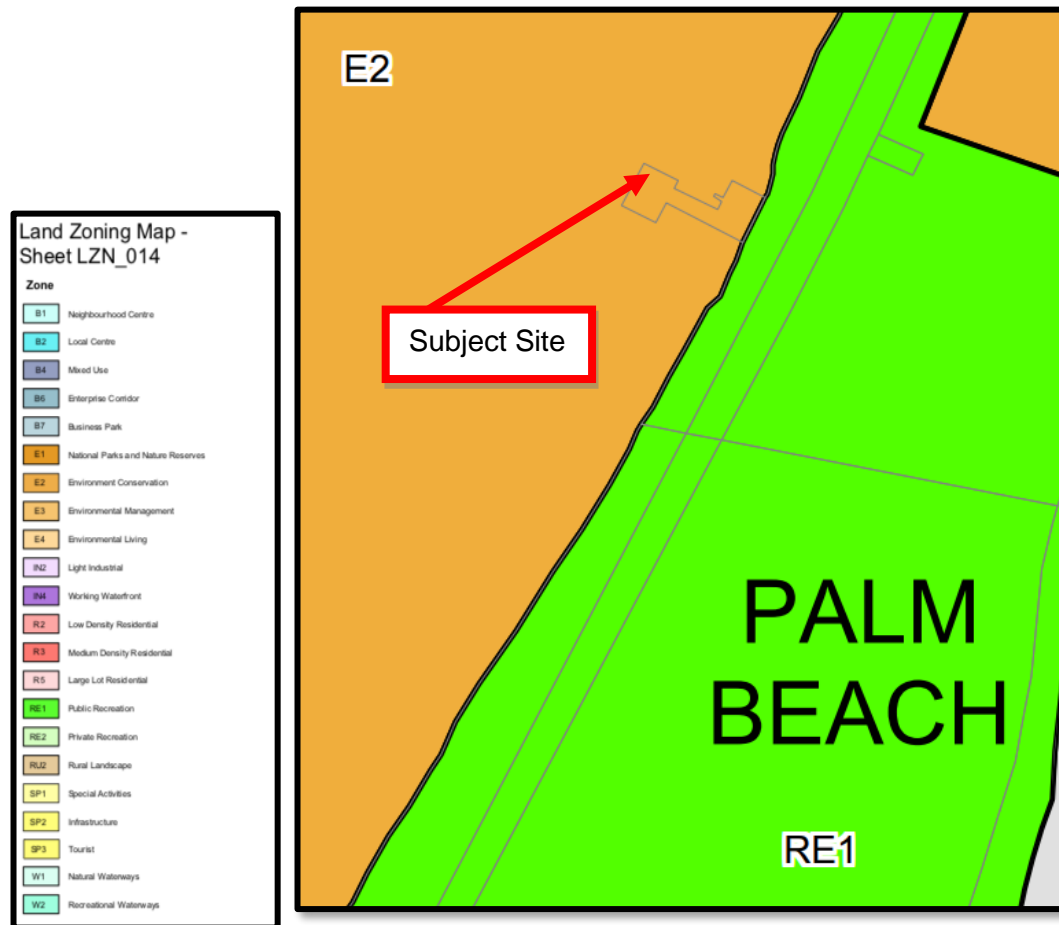 Land Zoning Map -
Sheet LZN_014
Zone
B1 Neighbourhood Centre
B2 Local Centre
B4 Mixed Use
B6 Enterprise Corridor
B7 Business Park
E1 National Parks and Nature Reserves
E2 Environment Conservation
E3 Environmental Management
E4 Environmental Living
IN2 Light Industrial
IN4 Working Waterfront
R2 Low Density Residential
R3 Medium Density Residential
R5 Large Lot Residential
RE1 Public Recreation
RE2 Private Recreation
RU2 Rural Landscape
SP1 Special Activities
SP2 Infrastructure
SP3 Tourist
W1 Natural Waterways
W2 Recreational Waterways
E2
Subject Site
PALM
BEACH
RE1